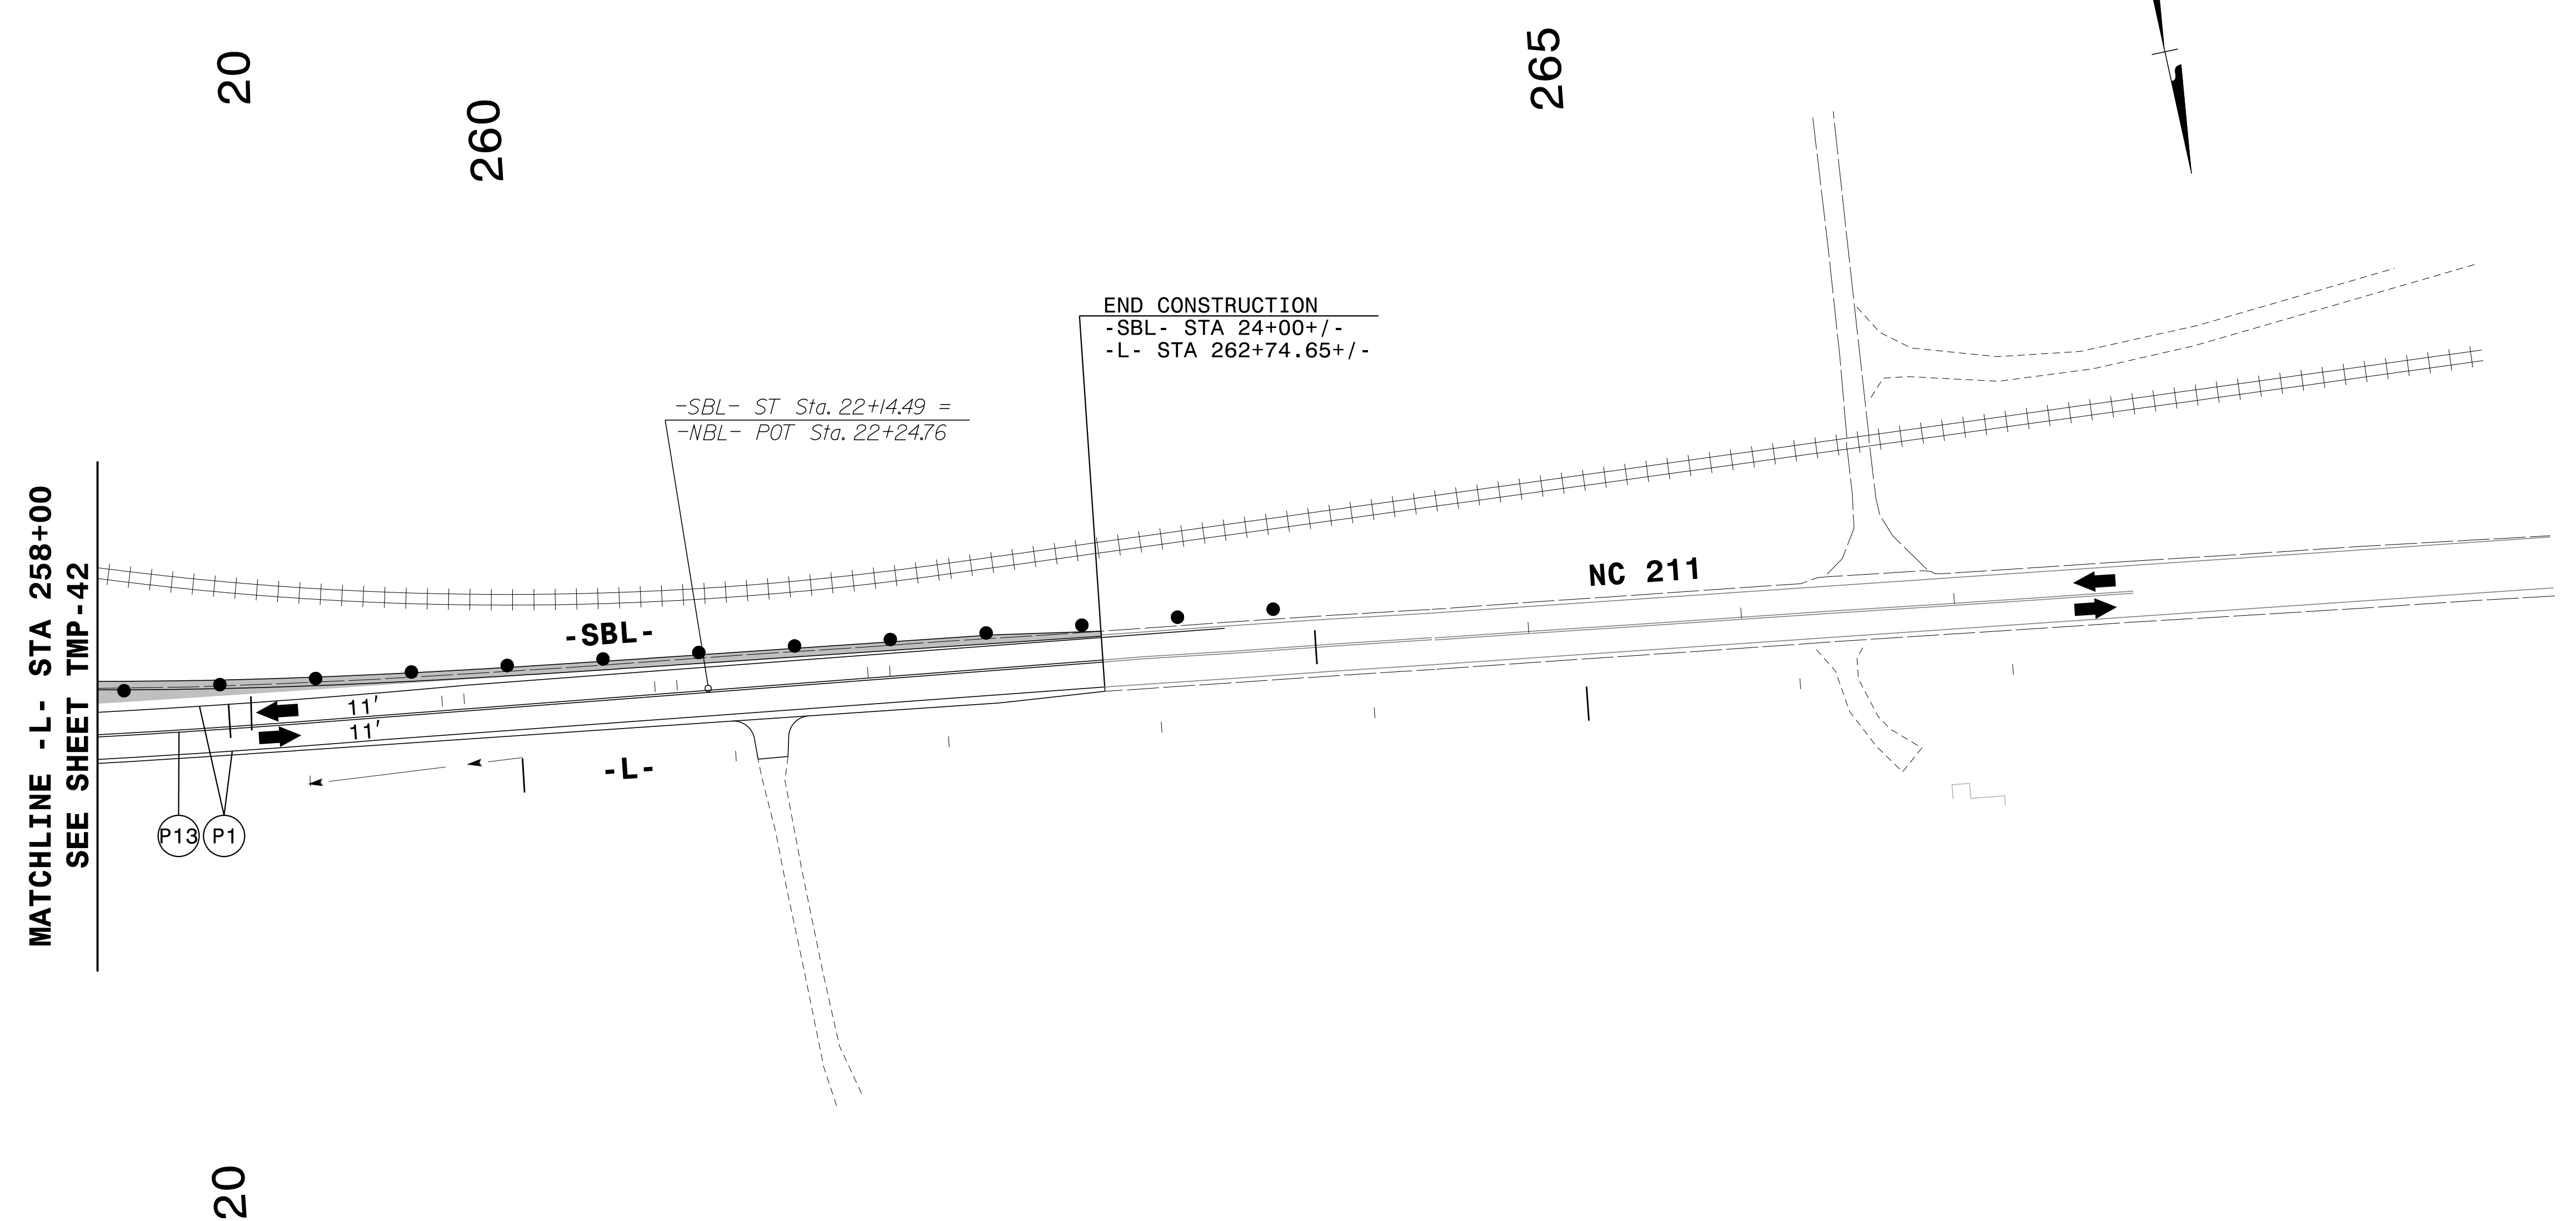 20
260
265
END CONSTRUCTION
-SBL- STA 24+00+/-
-L- STA 262+74.65+/-
-SBL- ST Sta. 22+14.49 =
-NBL- POT Sta. 22+24.76
MATCHLINE -L- STA 258+00
SEE SHEET TMP-42
NC 211
-SBL-
11'
11'
-L-
P13
P1
20